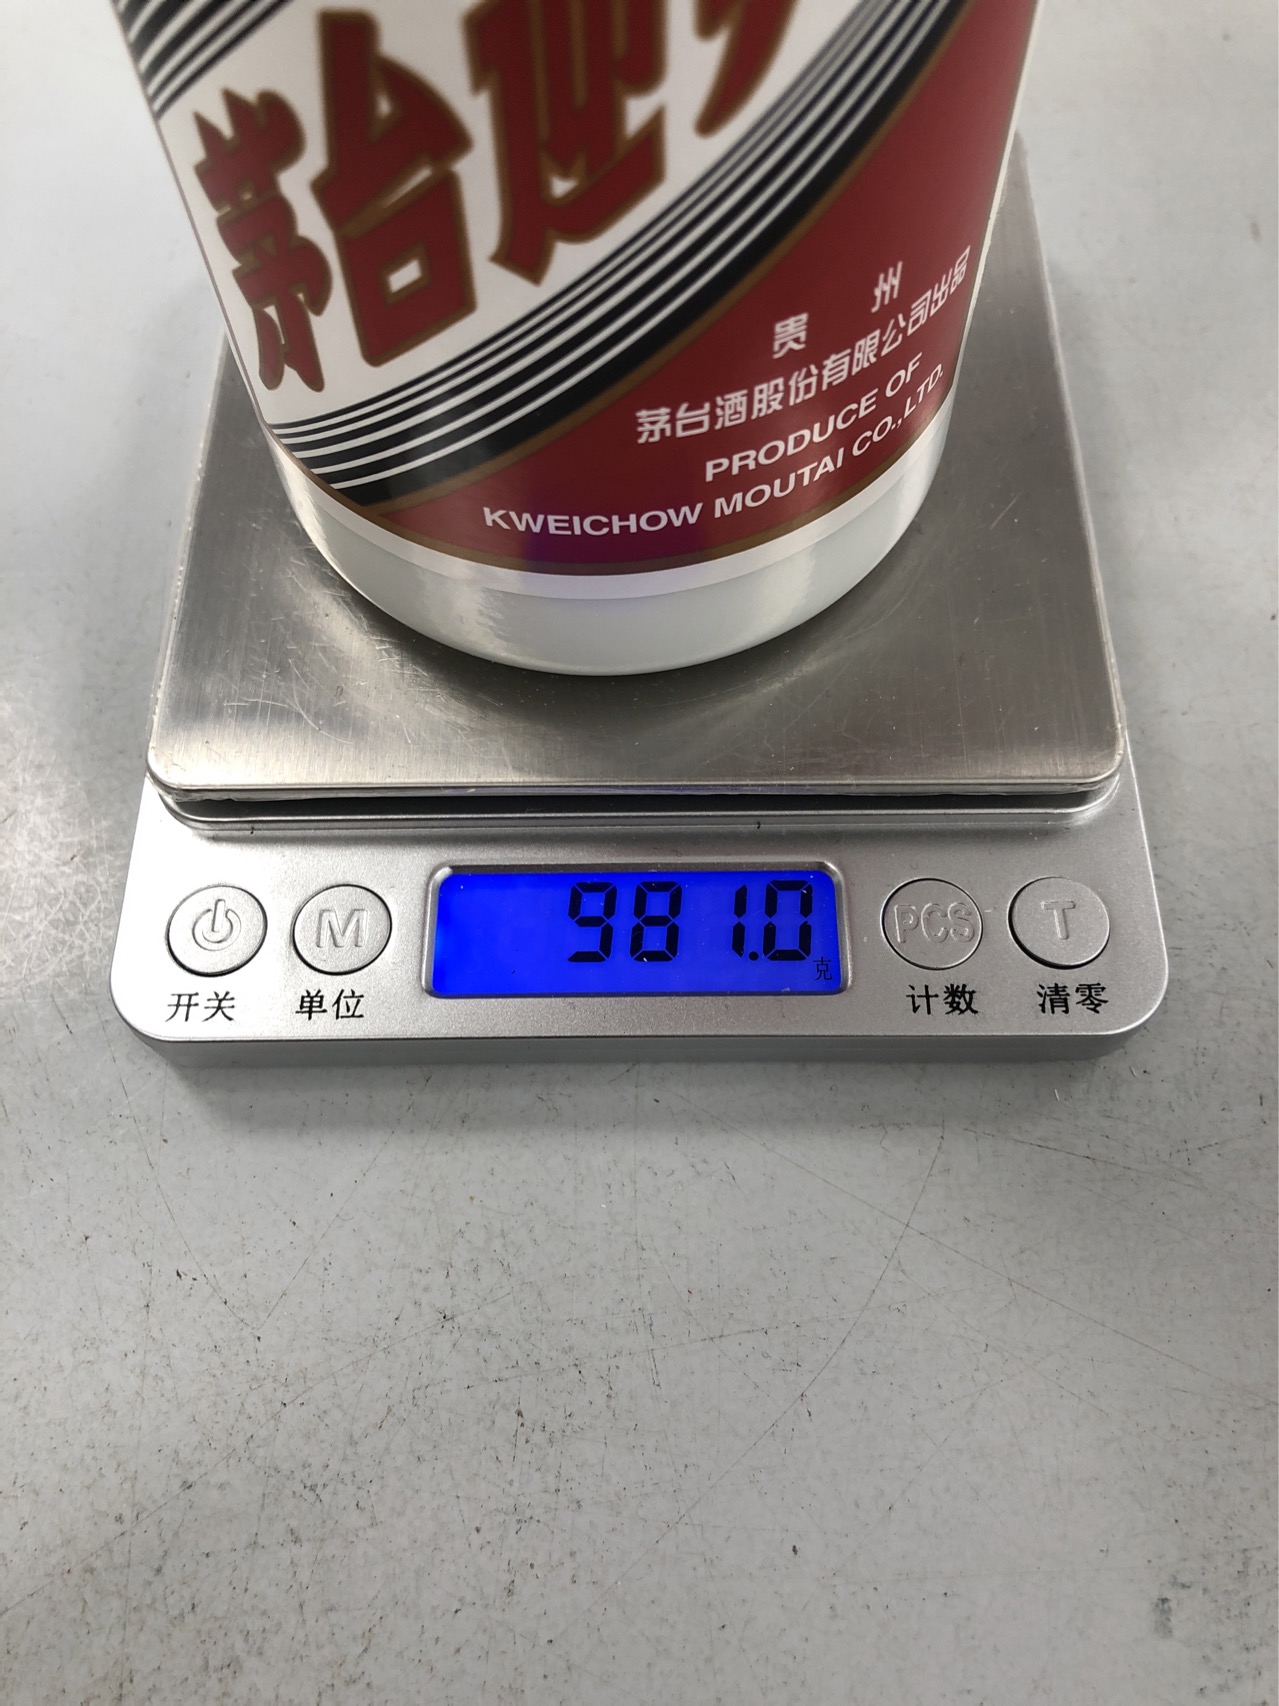 茅台迎
贵州
茅台酒股份有限公司出品
PRODUCE OF
KWEICHOW MOUTAI CO.,LTD.
981.0
克
M
PCS
T
开关
单位
计数
清零